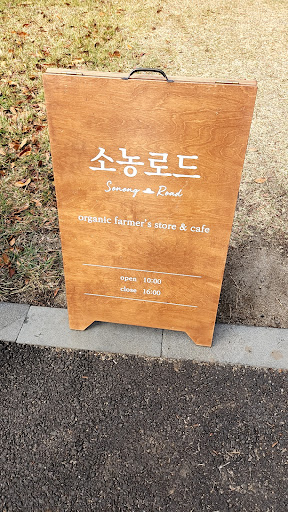 소농로드
Sonong Road
organic farmer's store & cafe
open 10:00
close 16:00